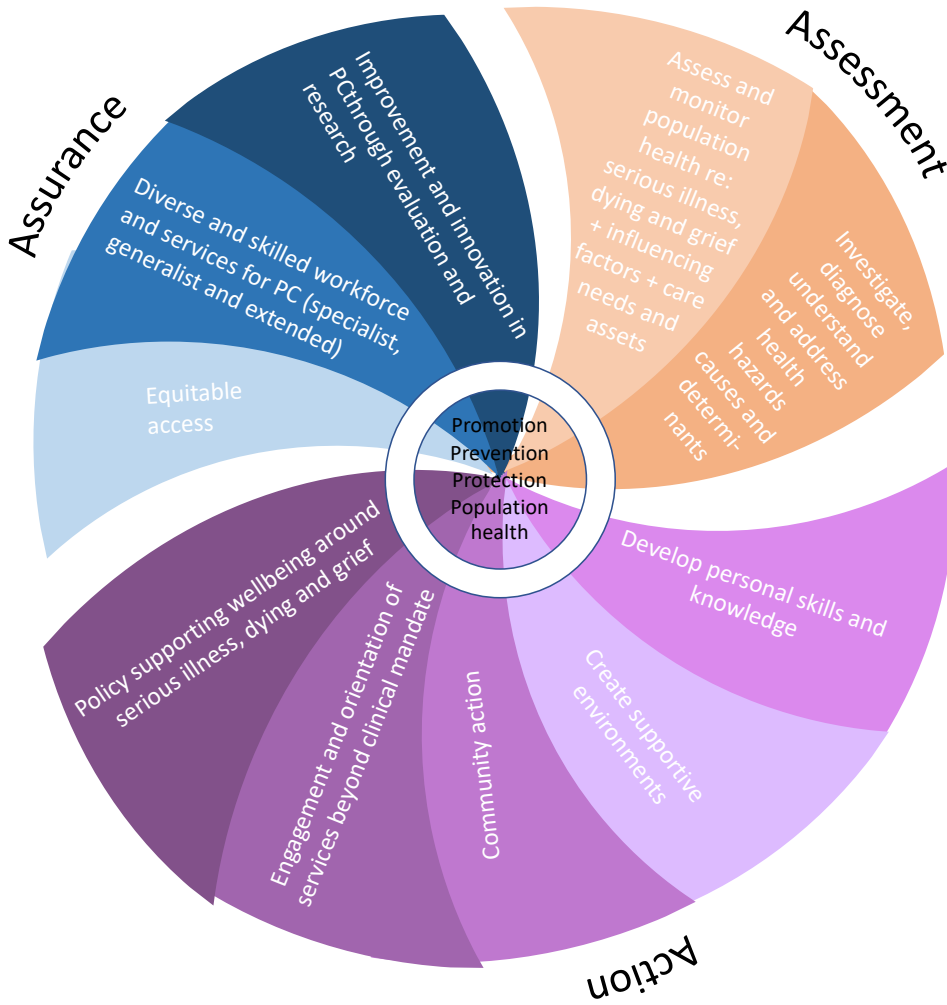 Assessment
Assess and
monitor
population
health re:
serious illness,
dying and grief
+ influencing
factors + care
needs and
assets
Investigate,
diagnose
understand
and address
health
hazards
causes and
determi-
nants
Action
Develop personal skills and
knowledge
Create supportive
environments
Community action
Engagement and orientation of
services beyond clinical mandate
Policy supporting wellbeing around
serious illness, dying and grief
Assurance
Equitable
access
Diverse and skilled workforce
and services for PC (specialist,
generalist and extended)
Improvement and innovation in
PCthrough evaluation and
research
Promotion
Prevention
Protection
Population
health